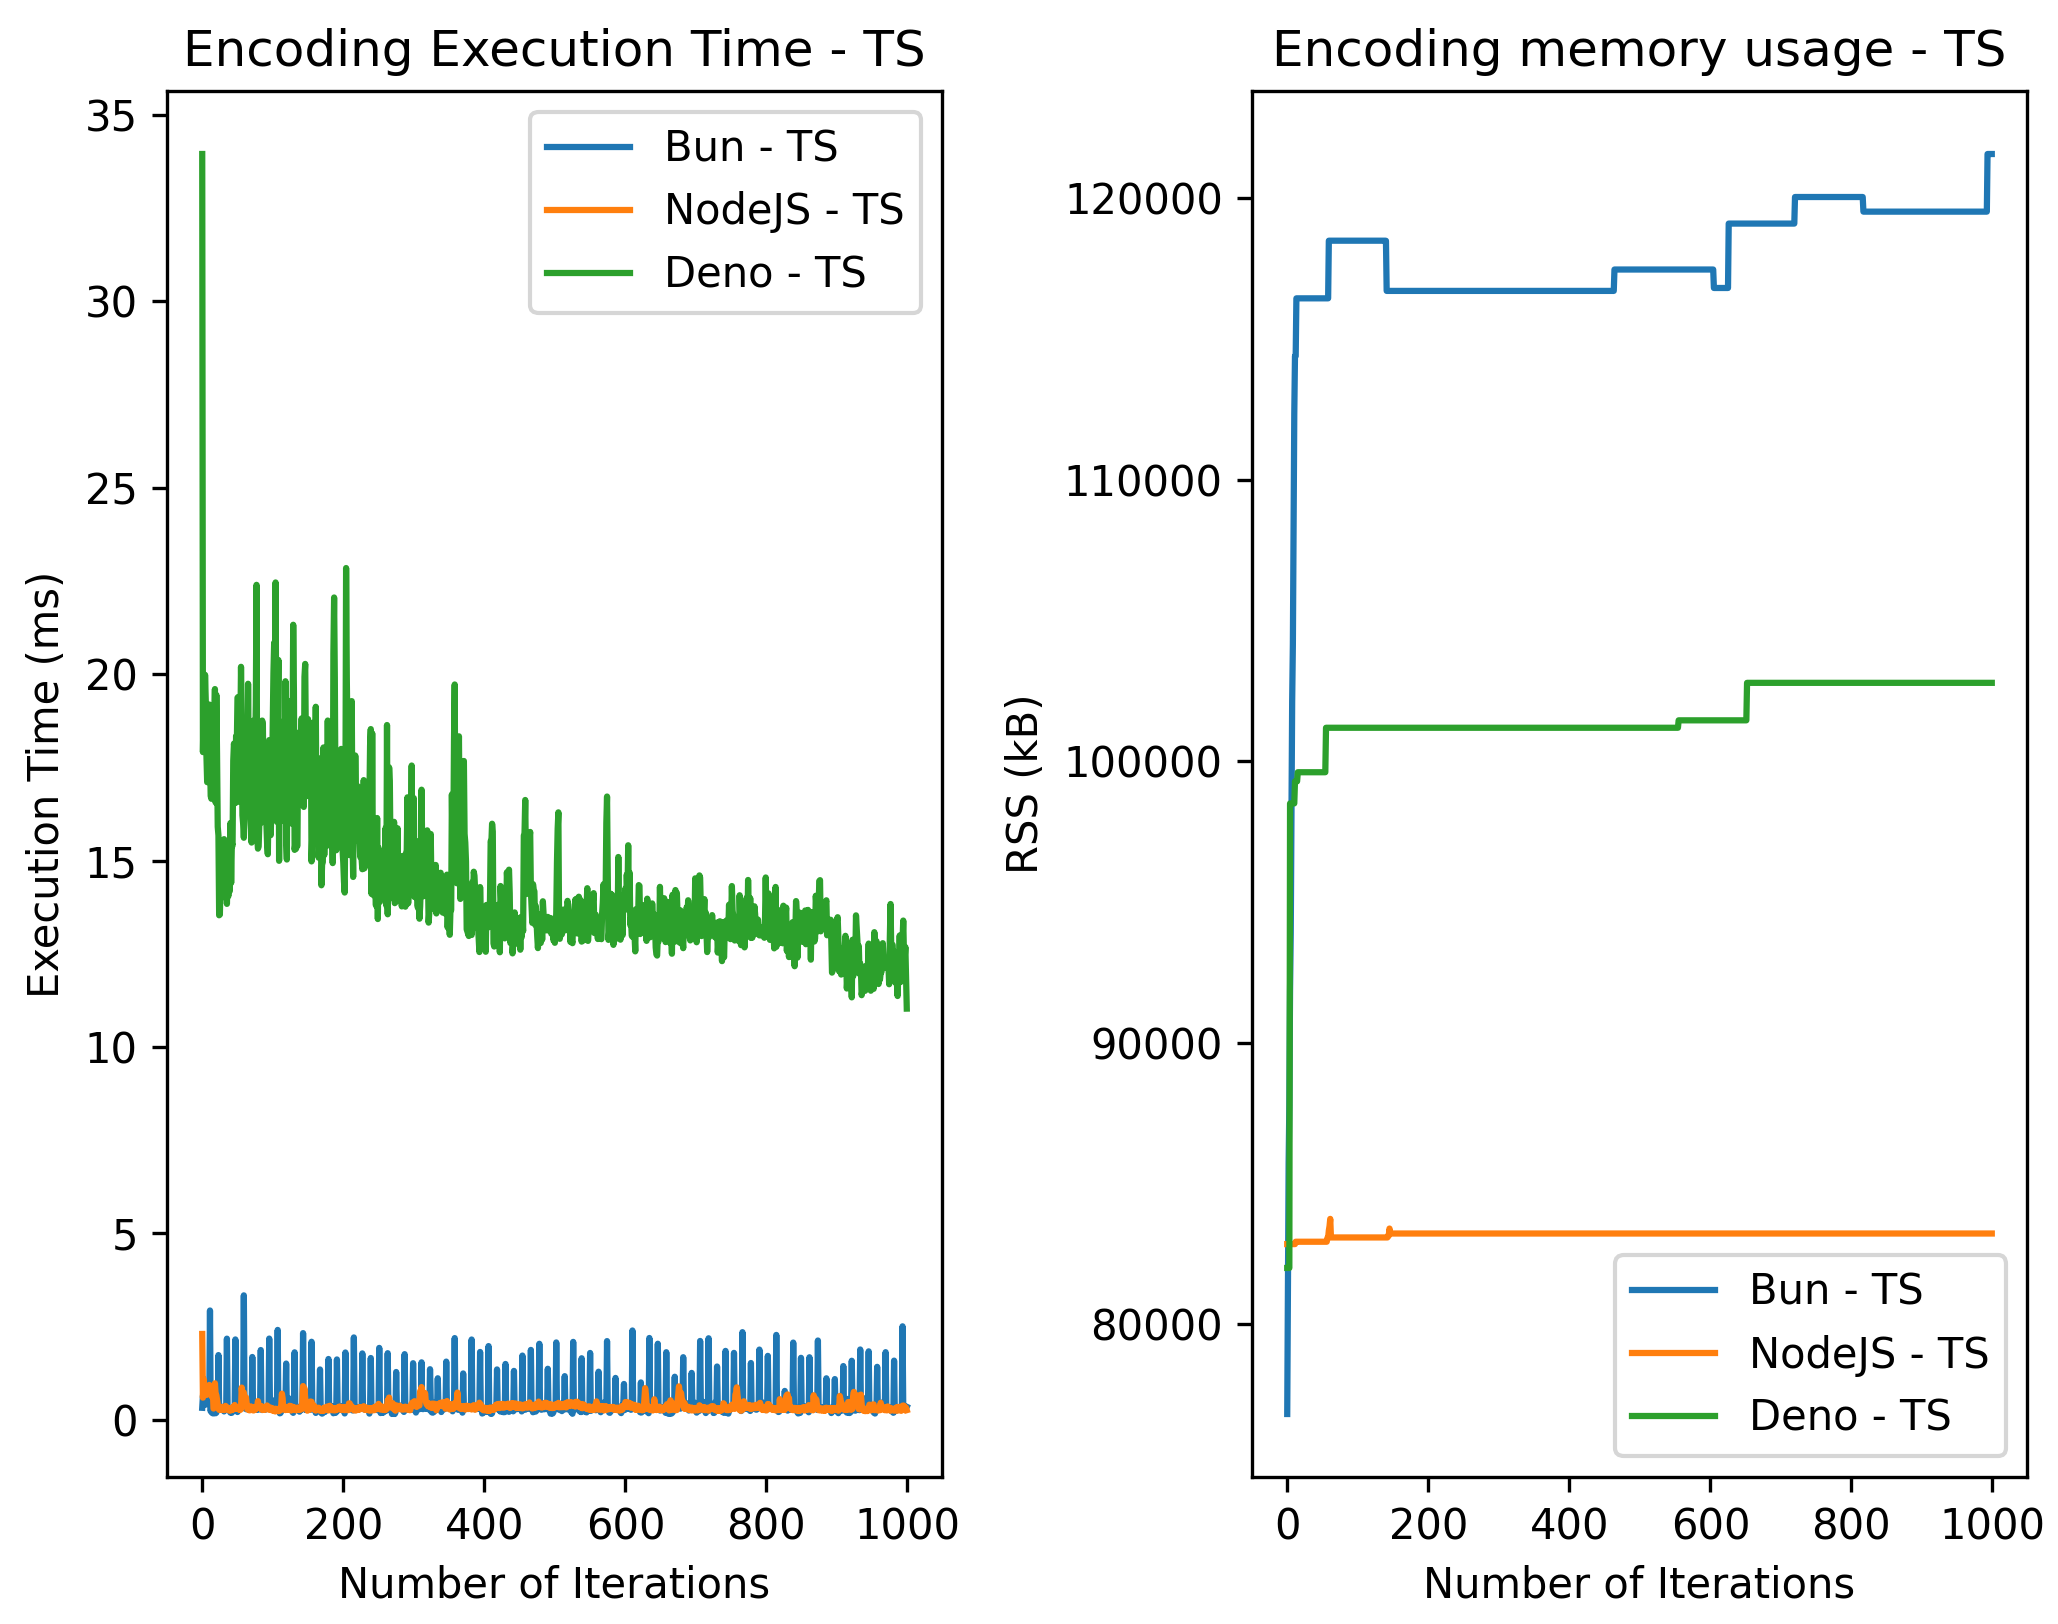 Encoding Execution Time - TS
35
30
25
20
15
10
5
0
Execution Time (ms)
0 200 400 600 800 1000
Number of Iterations
Bun - TS
NodeJS - TS
Deno - TS
Encoding memory usage - TS
120000
110000
100000
90000
80000
RSS (kB)
0 200 400 600 800 1000
Number of Iterations
Bun - TS
NodeJS - TS
Deno - TS